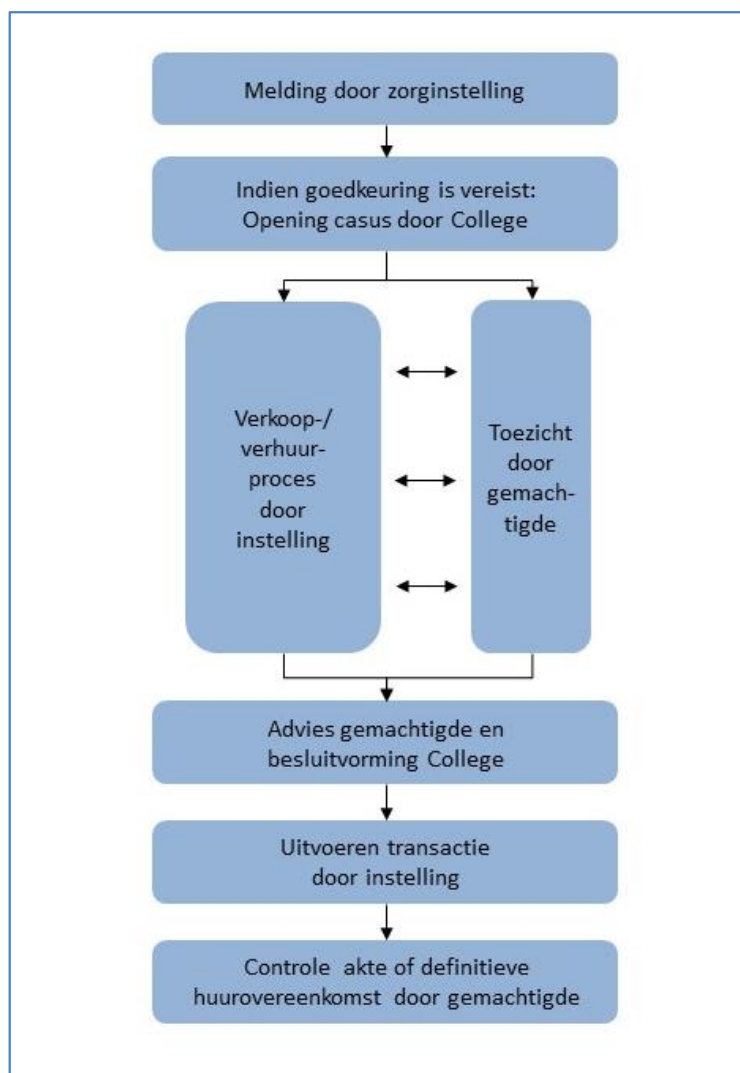 Melding door zorginstelling
Indien goedkeuring is vereist:
Opening casus door College
Verkoop-/
verhuur-
proces
door
instelling
Toezicht
door
gemach-
tigde
Advies gemachtigde en
besluitvorming College
Uitvoeren transactie
door instelling
Controle akte of definitieve
huurovereenkomst door gemachtigde